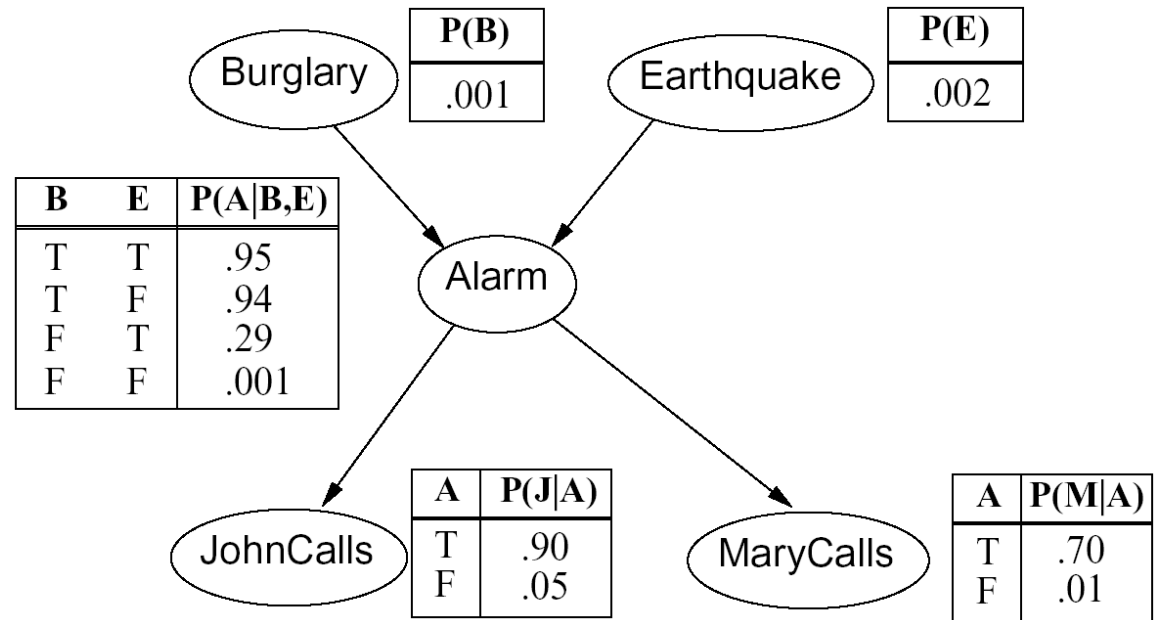 Burglary
P(B)
.001
Earthquake
P(E)
.002
B E P(A|B,E)
T T .95
T F .94
F T .29
F F .001
Alarm
JohnCalls
A P(J|A)
T .90
F .05
MaryCalls
A P(M|A)
T .70
F .01